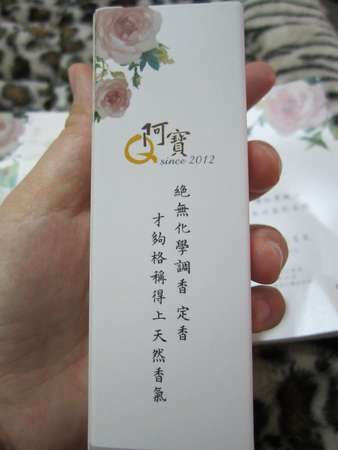 阿寶
since 2012
絕無化學調香 定香
才夠格稱得上天然香氣